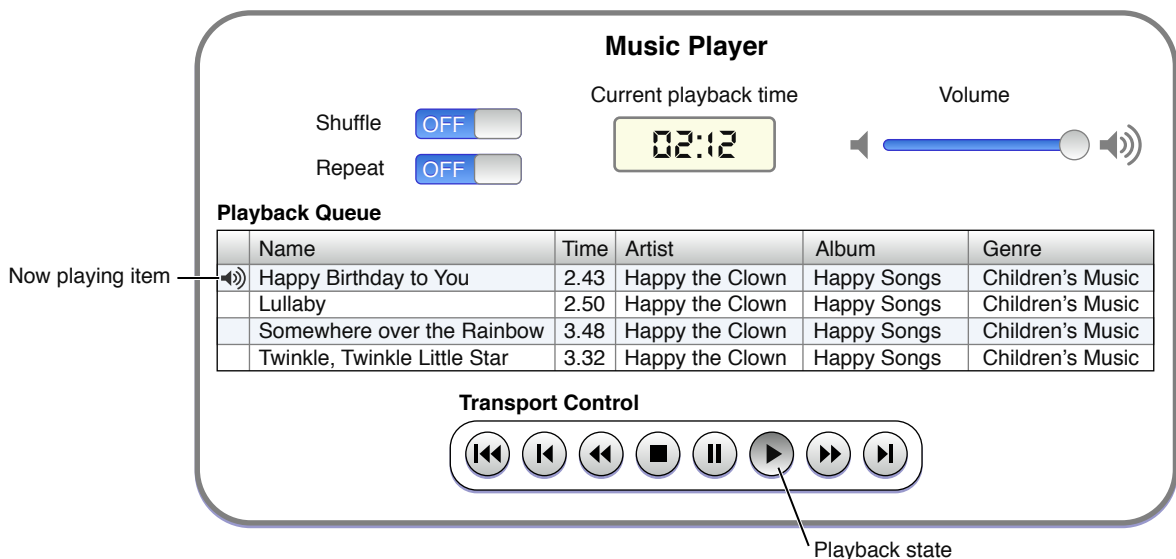 Music Player
Current playback time
Volume
Shuffle OFF
02:12
Repeat OFF
Playback Queue
Name Time Artist Album Genre
Now playing item Happy Birthday to You 2.43 Happy the Clown Happy Songs Children’s Music
Lullaby 2.50 Happy the Clown Happy Songs Children’s Music
Somewhere over the Rainbow 3.48 Happy the Clown Happy Songs Children’s Music
Twinkle, Twinkle Little Star 3.32 Happy the Clown Happy Songs Children’s Music
Transport Control
Playback state